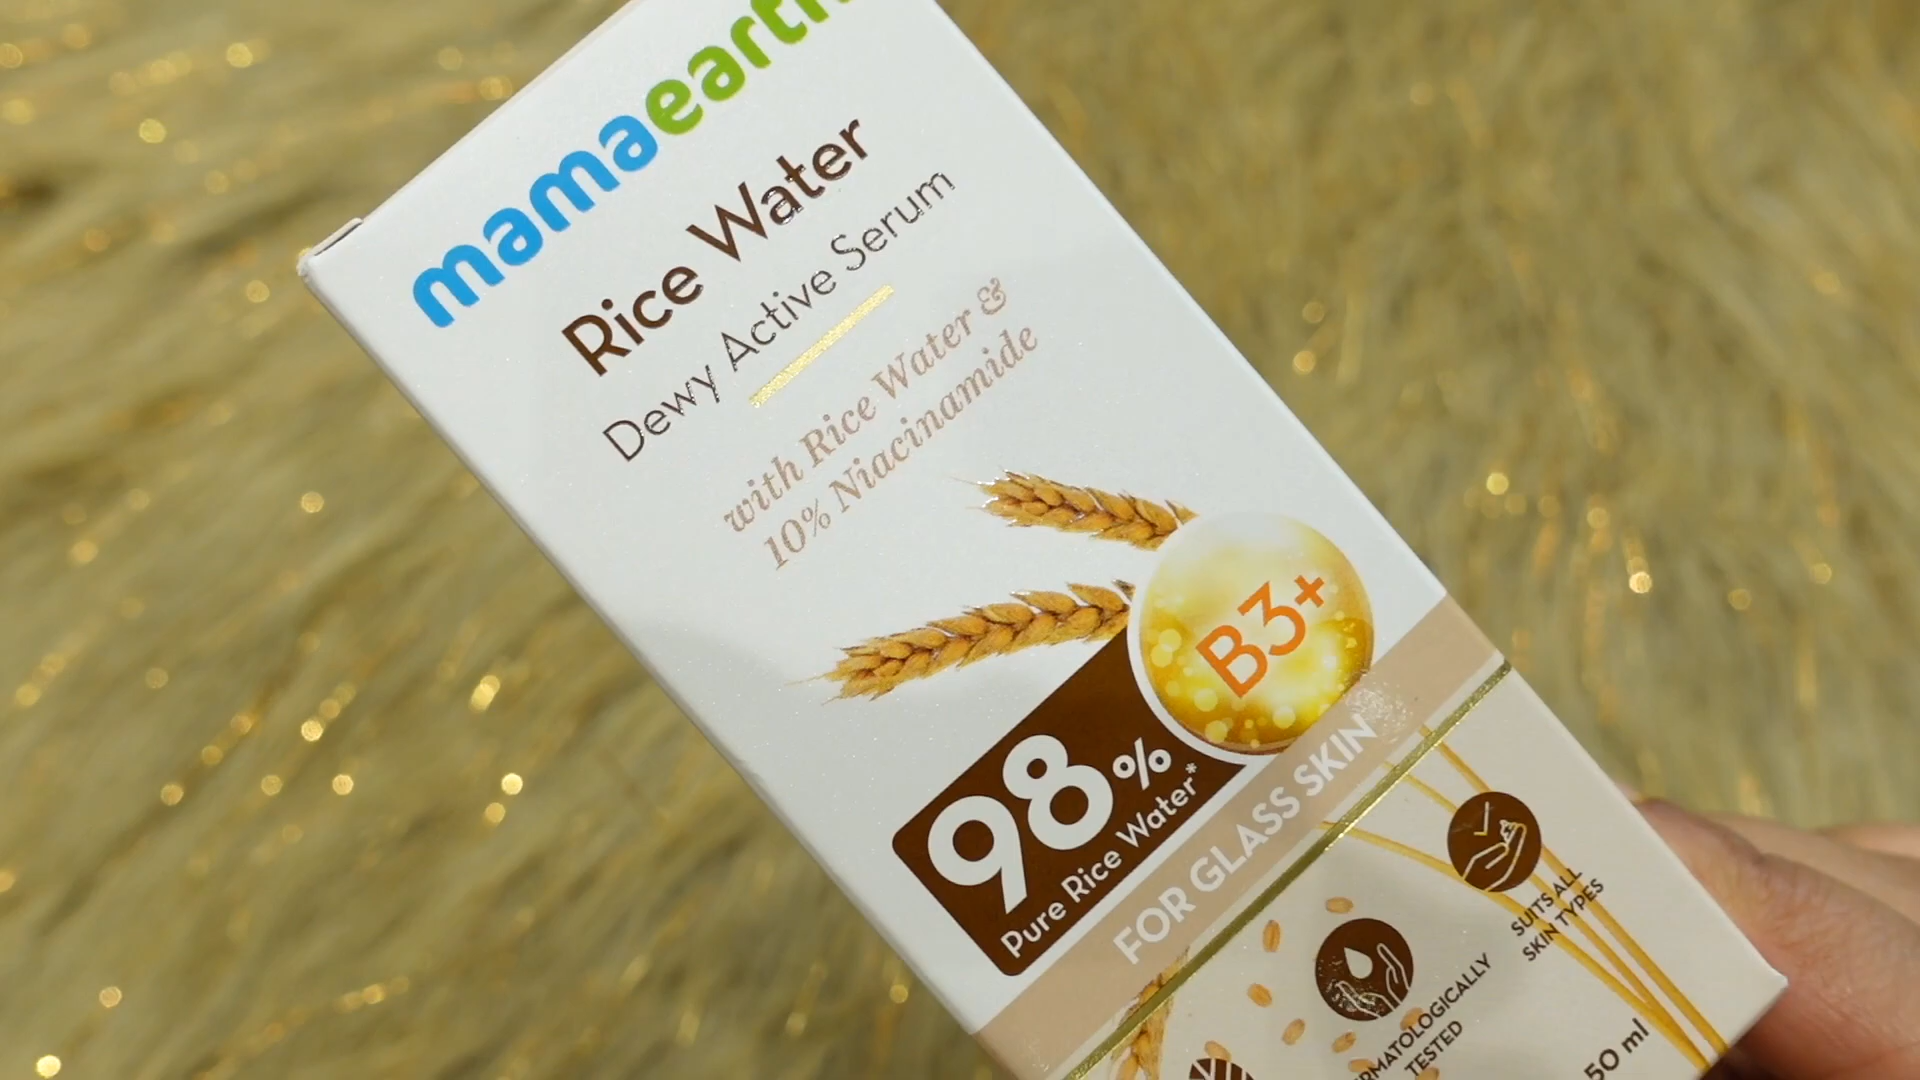 mamaearth
Rice Water
Dewy Active Serum
with Rice Water &
10% Niacinamide
B3+
98%
Pure Rice Water*
FOR GLASS SKIN
SUITS ALL
SKIN TYPES
DERMATOLOGICALLY
TESTED
50 ml